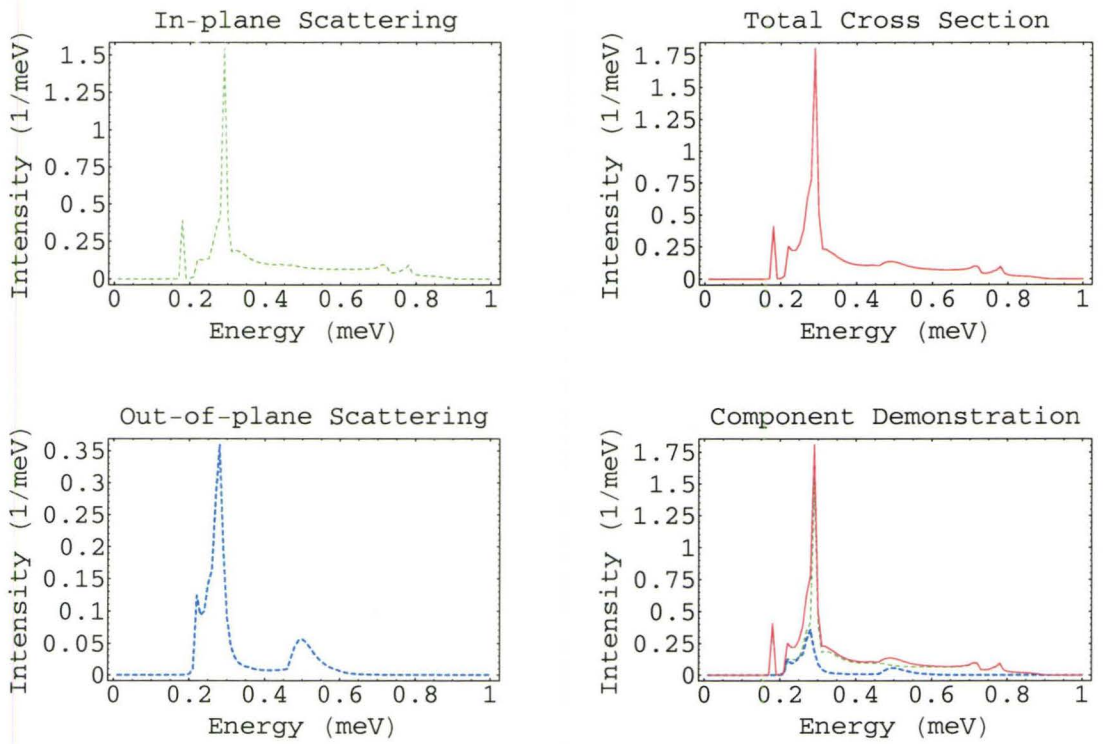 In-plane Scattering
Intensity (1/meV)
1.5
1.25
1
0.75
0.5
0.25
0
0 0.2 0.4 0.6 0.8 1
Energy (meV)
Total Cross Section
Intensity (1/meV)
1.75
1.5
1.25
1
0.75
0.5
0.25
0
0 0.2 0.4 0.6 0.8 1
Energy (meV)
Out-of-plane Scattering
Intensity (1/meV)
0.35
0.3
0.25
0.2
0.15
0.1
0.05
0
0 0.2 0.4 0.6 0.8 1
Energy (meV)
Component Demonstration
Intensity (1/meV)
1.75
1.5
1.25
1
0.75
0.5
0.25
0
0 0.2 0.4 0.6 0.8 1
Energy (meV)